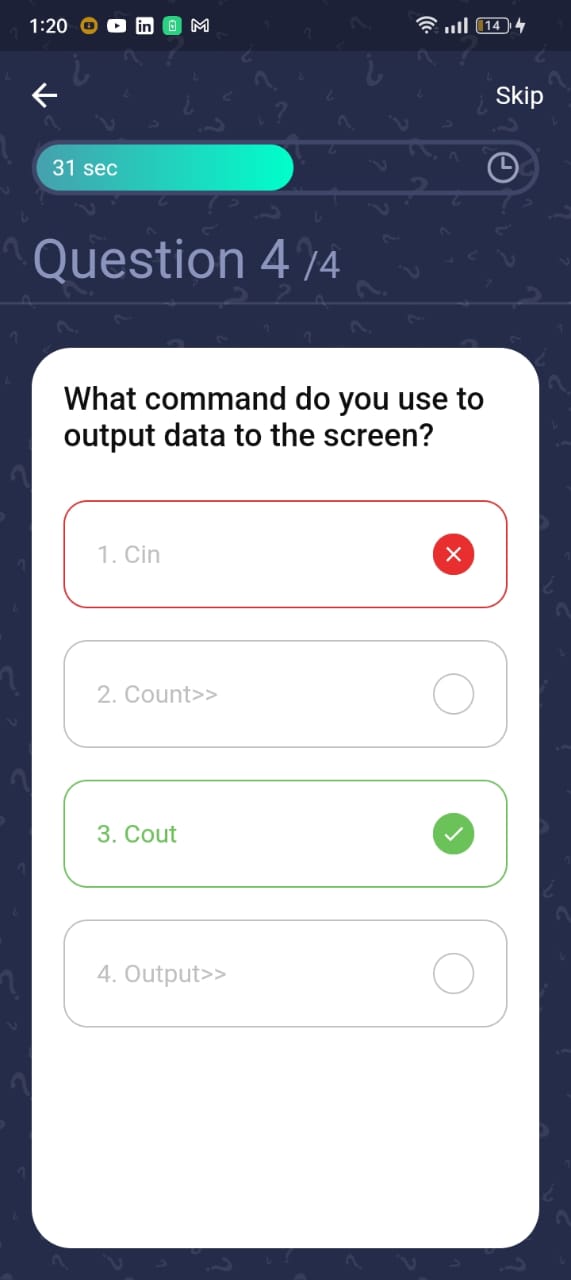 1:20
in
14
Skip
31 sec
Question 4 /4
What command do you use to
output data to the screen?
1. Cin
2. Count>>
3. Cout
4. Output>>